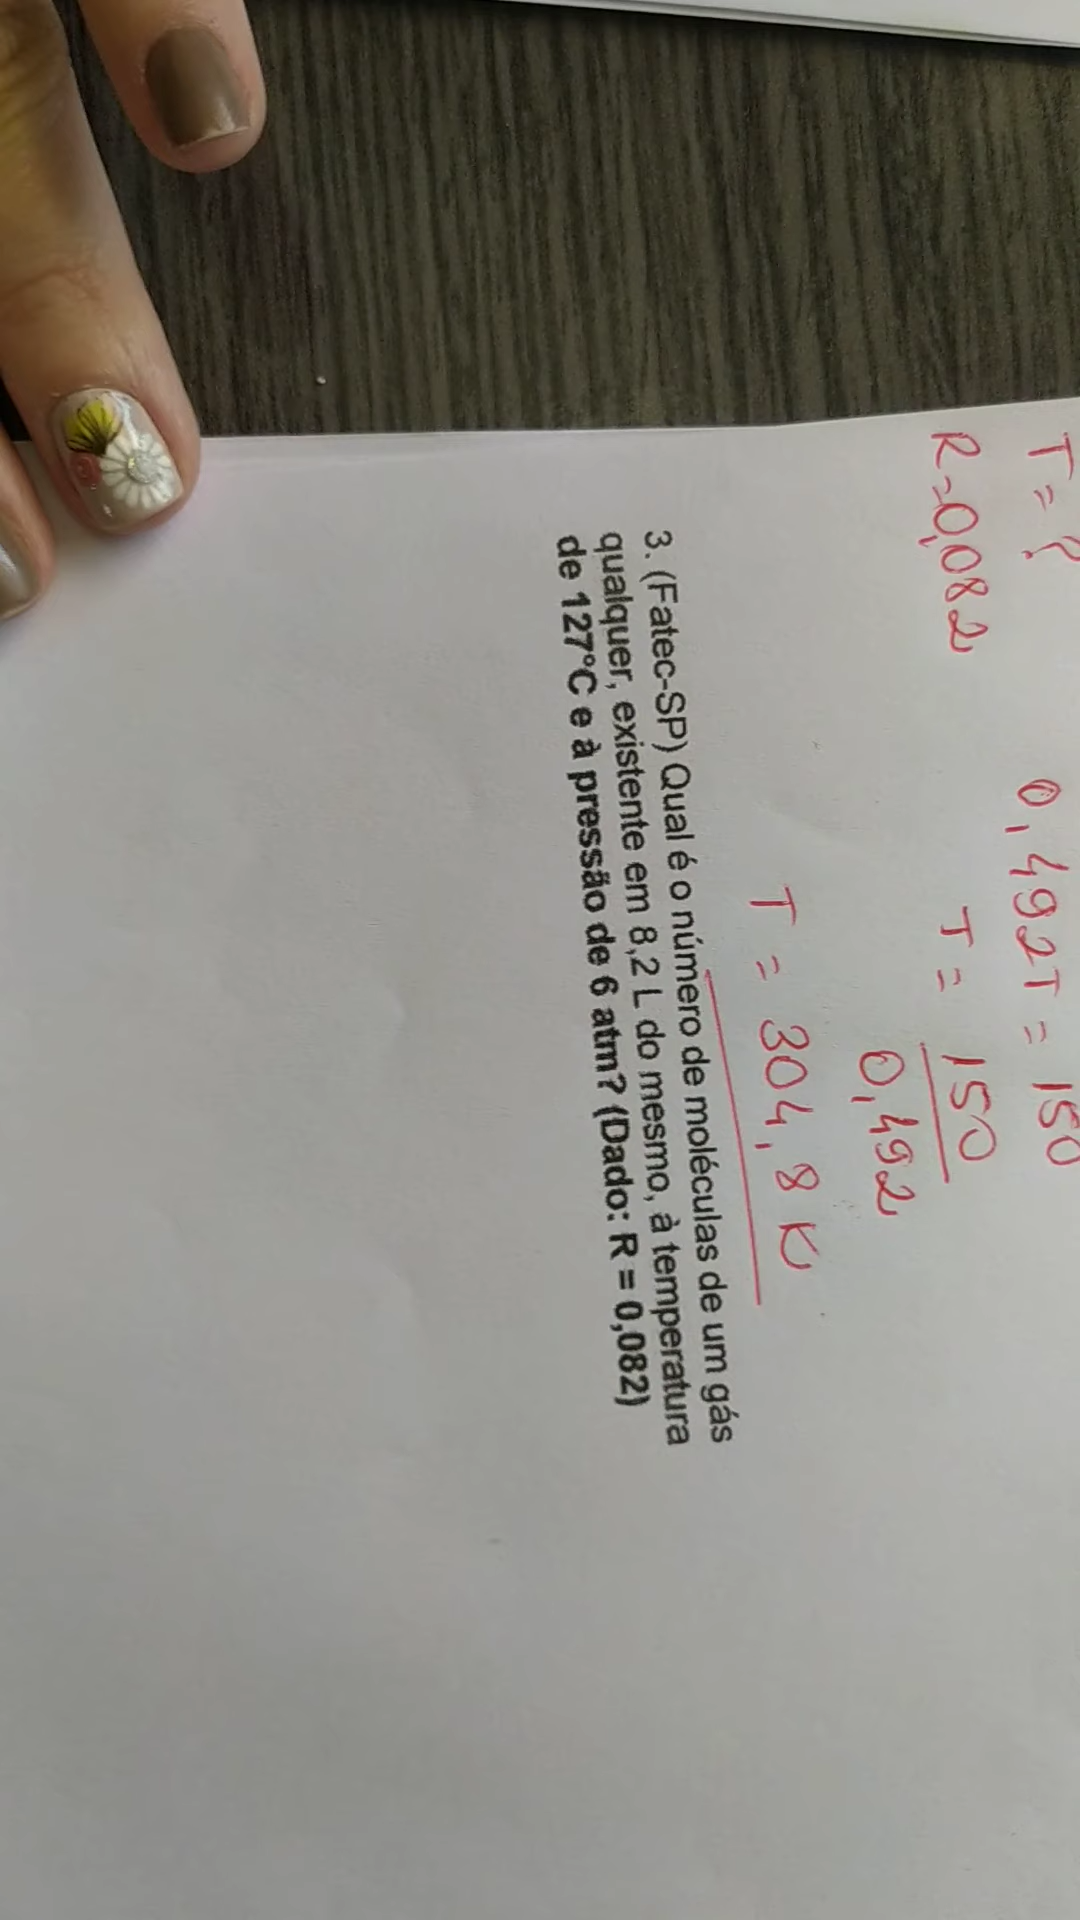 T = ?
R = 0,082
0,492T = 150
T = 150
0,492
T = 304,8 K
3. (Fatec-SP) Qual é o número de moléculas de um gás
qualquer, existente em 8,2 L do mesmo, à temperatura
de 127°C e à pressão de 6 atm? (Dado: R = 0,082)